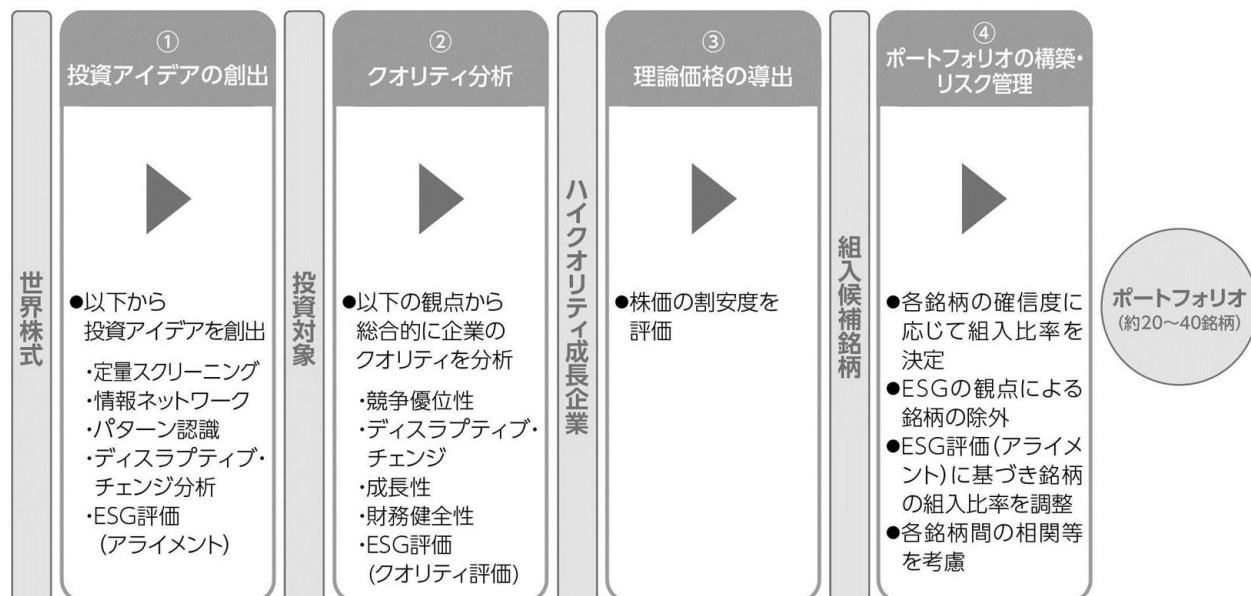 世界株式
①
投資アイデアの創出
●以下から
投資アイデアを創出
・定量スクリーニング
・情報ネットワーク
・パターン認識
・ディスラプティブ・
チェンジ分析
・ESG評価
(アライメント)
投資対象
②
クオリティ分析
●以下の観点から
総合的に企業の
クオリティを分析
・競争優位性
・ディスラプティブ・
チェンジ
・成長性
・財務健全性
・ESG評価
(クオリティ評価)
ハイクオリティ成長企業
③
理論価格の導出
●株価の割安度を
評価
組入候補銘柄
④
ポートフォリオの構築・
リスク管理
●各銘柄の確信度に
応じて組入比率を
決定
●ESGの観点による
銘柄の除外
●ESG評価(アライメ
ント)に基づき銘柄
の組入比率を調整
●各銘柄間の相関等
を考慮
ポートフォリオ
(約20〜40銘柄)